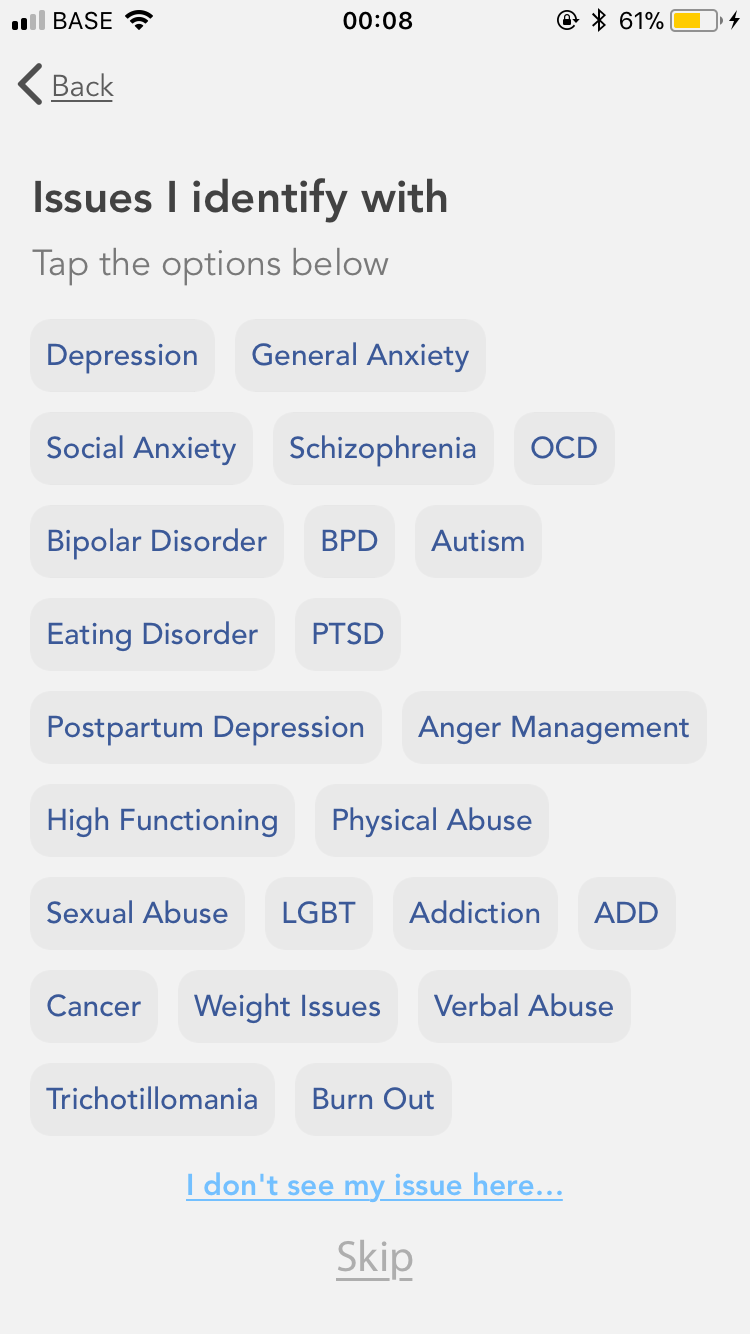 BASE 00:08 61%
Back
Issues I identify with
Tap the options below
Depression General Anxiety
Social Anxiety Schizophrenia OCD
Bipolar Disorder BPD Autism
Eating Disorder PTSD
Postpartum Depression Anger Management
High Functioning Physical Abuse
Sexual Abuse LGBT Addiction ADD
Cancer Weight Issues Verbal Abuse
Trichotillomania Burn Out
I don't see my issue here...
Skip